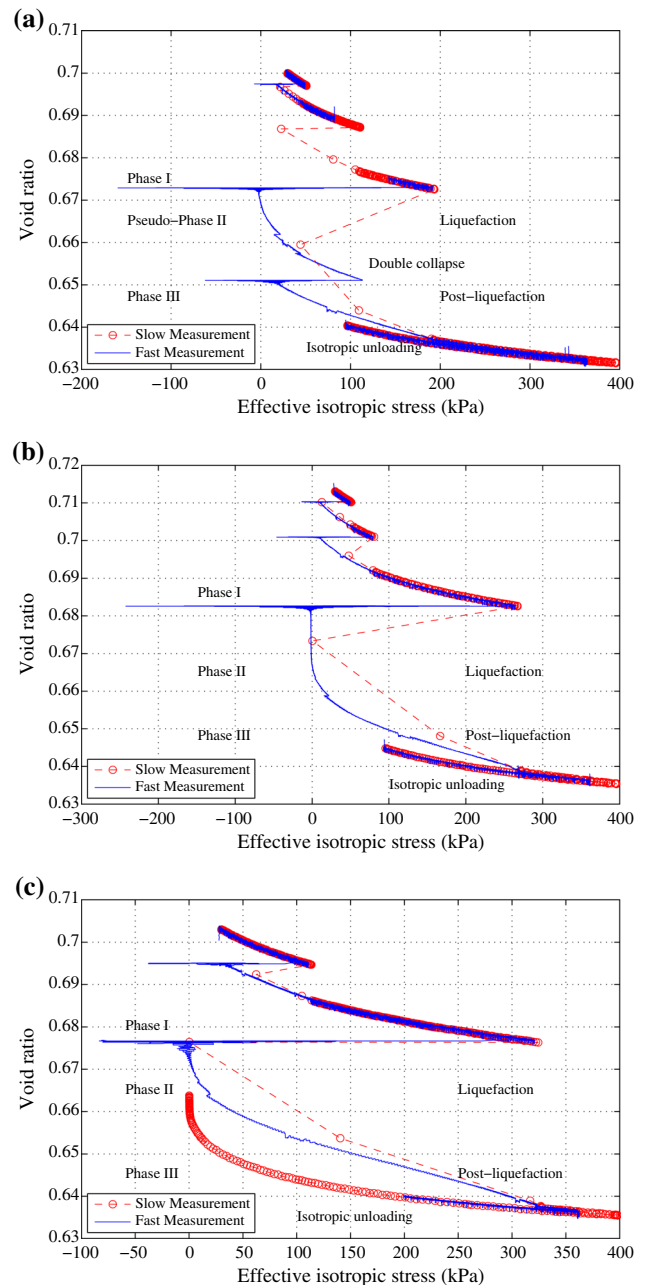 (a)
0.71
0.7
0.69
0.68
0.67
0.66
0.65
0.64
0.63
Void ratio
Phase I
Pseudo−Phase II
Liquefaction
Double collapse
Phase III
Post−liquefaction
Isotropic unloading
Slow Measurement
Fast Measurement
−200 −100 0 100 200 300 400
Effective isotropic stress (kPa)
(b)
0.72
0.71
0.7
0.69
0.68
0.67
0.66
0.65
0.64
0.63
Void ratio
Phase I
Phase II
Liquefaction
Phase III
Post−liquefaction
Isotropic unloading
Slow Measurement
Fast Measurement
−300 −200 −100 0 100 200 300 400
Effective isotropic stress (kPa)
(c)
0.71
0.7
0.69
0.68
0.67
0.66
0.65
0.64
0.63
Void ratio
Phase I
Phase II
Liquefaction
Phase III
Post−liquefaction
Isotropic unloading
Slow Measurement
Fast Measurement
−100 −50 0 50 100 150 200 250 300 350 400
Effective isotropic stress (kPa)